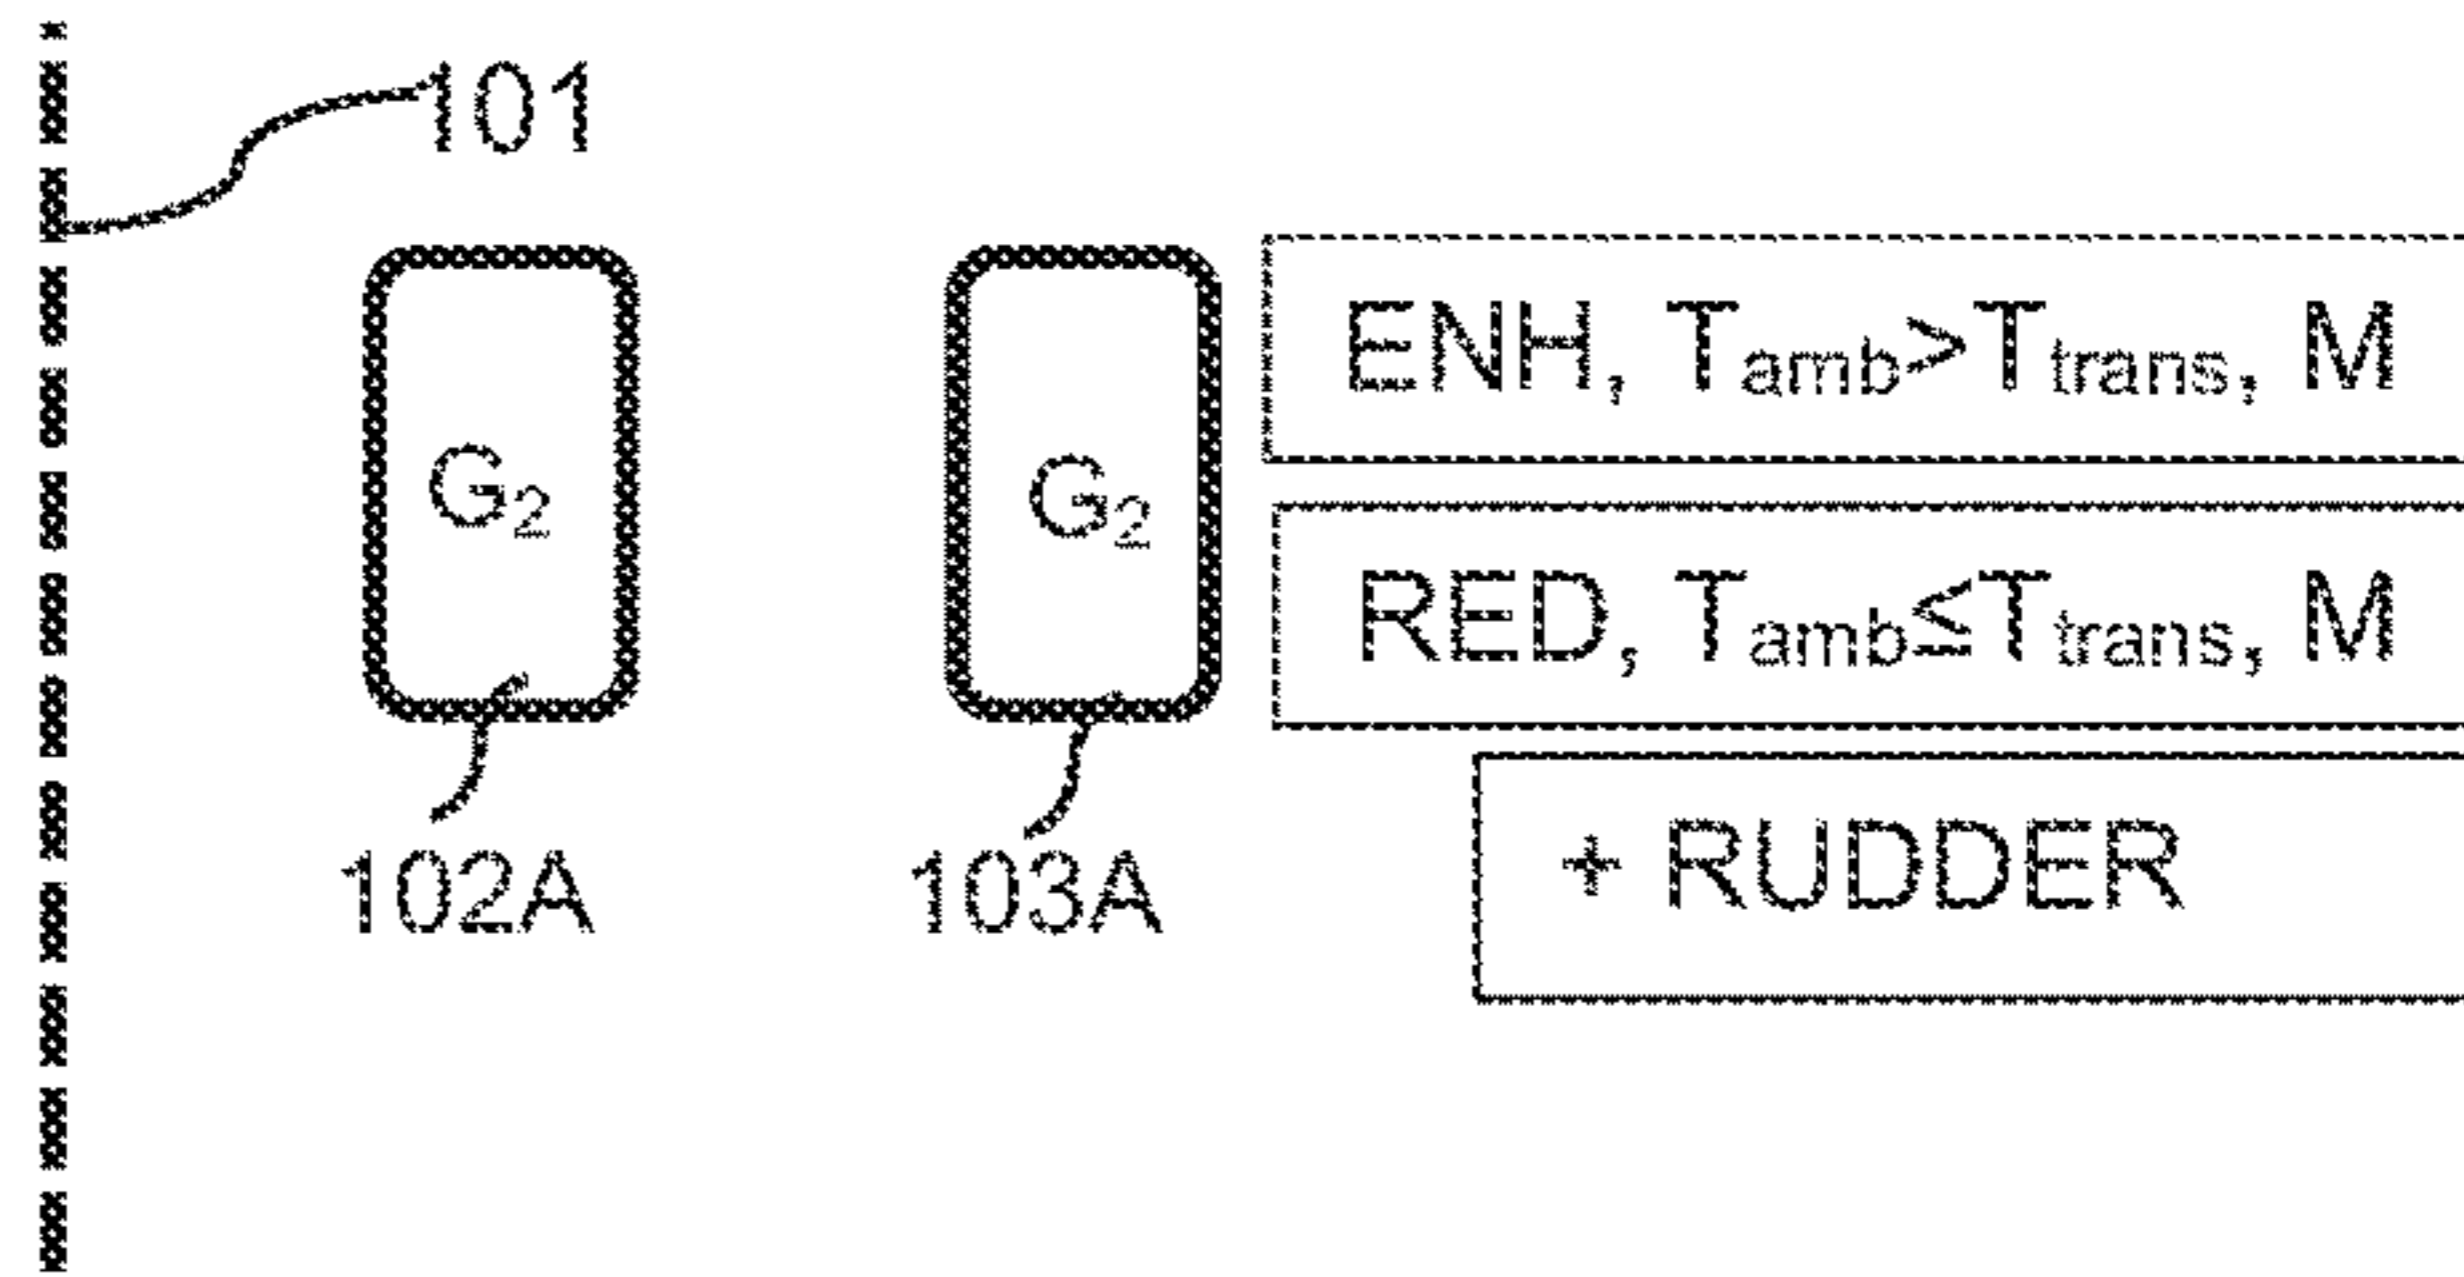 101
G₂
G₂
ENH, Tamb>Ttrans, M
RED, Tamb≤Ttrans, M
+ RUDDER
102A
103A